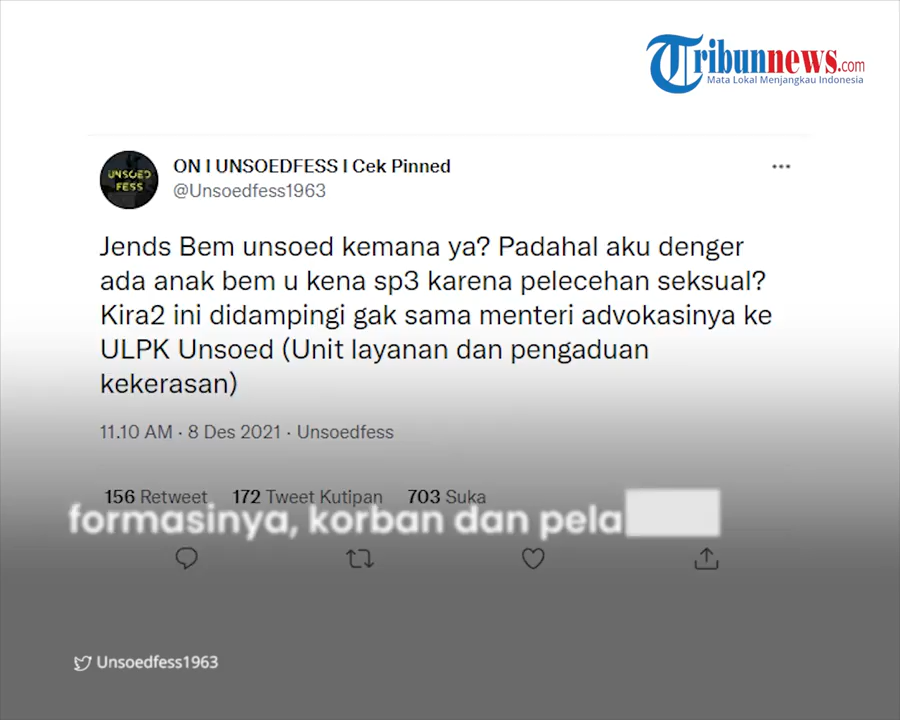 Tribunnews.com
Mata Lokal Menjangkau Indonesia
UNSOED
FESS
ON I UNSOEDFESS I Cek Pinned
@Unsoedfess1963
Jends Bem unsoed kemana ya? Padahal aku denger
ada anak bem u kena sp3 karena pelecehan seksual?
Kira2 ini didampingi gak sama menteri advokasinya ke
ULPK Unsoed (Unit layanan dan pengaduan
kekerasan)
11.10 AM · 8 Des 2021 · Unsoedfess
156 Retweet 172 Tweet Kutipan 703 Suka
formasinya, korban dan pela
Unsoedfess1963